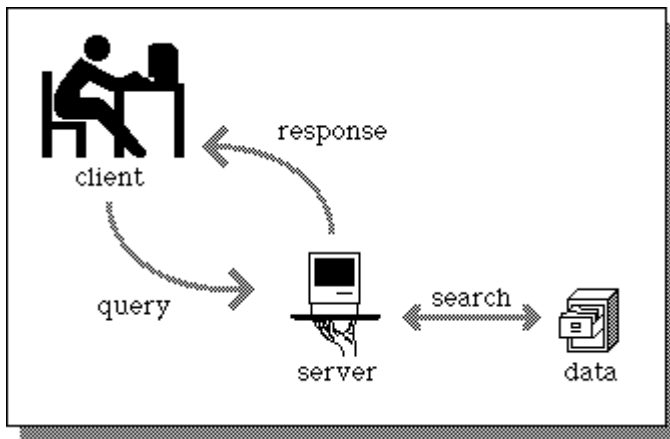 response
client
query
search
server
data